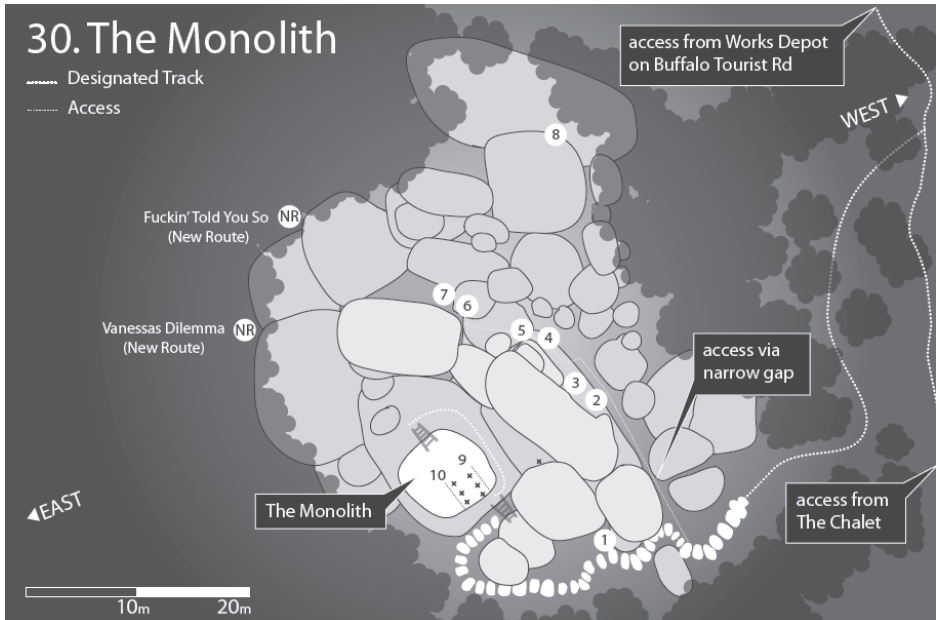 30. The Monolith
Designated Track
Access
access from Works Depot
on Buffalo Tourist Rd
WEST
8
Fuckin' Told You So
(New Route)
NR
7
6
Vanessas Dilemma
(New Route)
NR
5
4
access via
narrow gap
3
2
9
10
The Monolith
EAST
access from
The Chalet
1
10m
20m